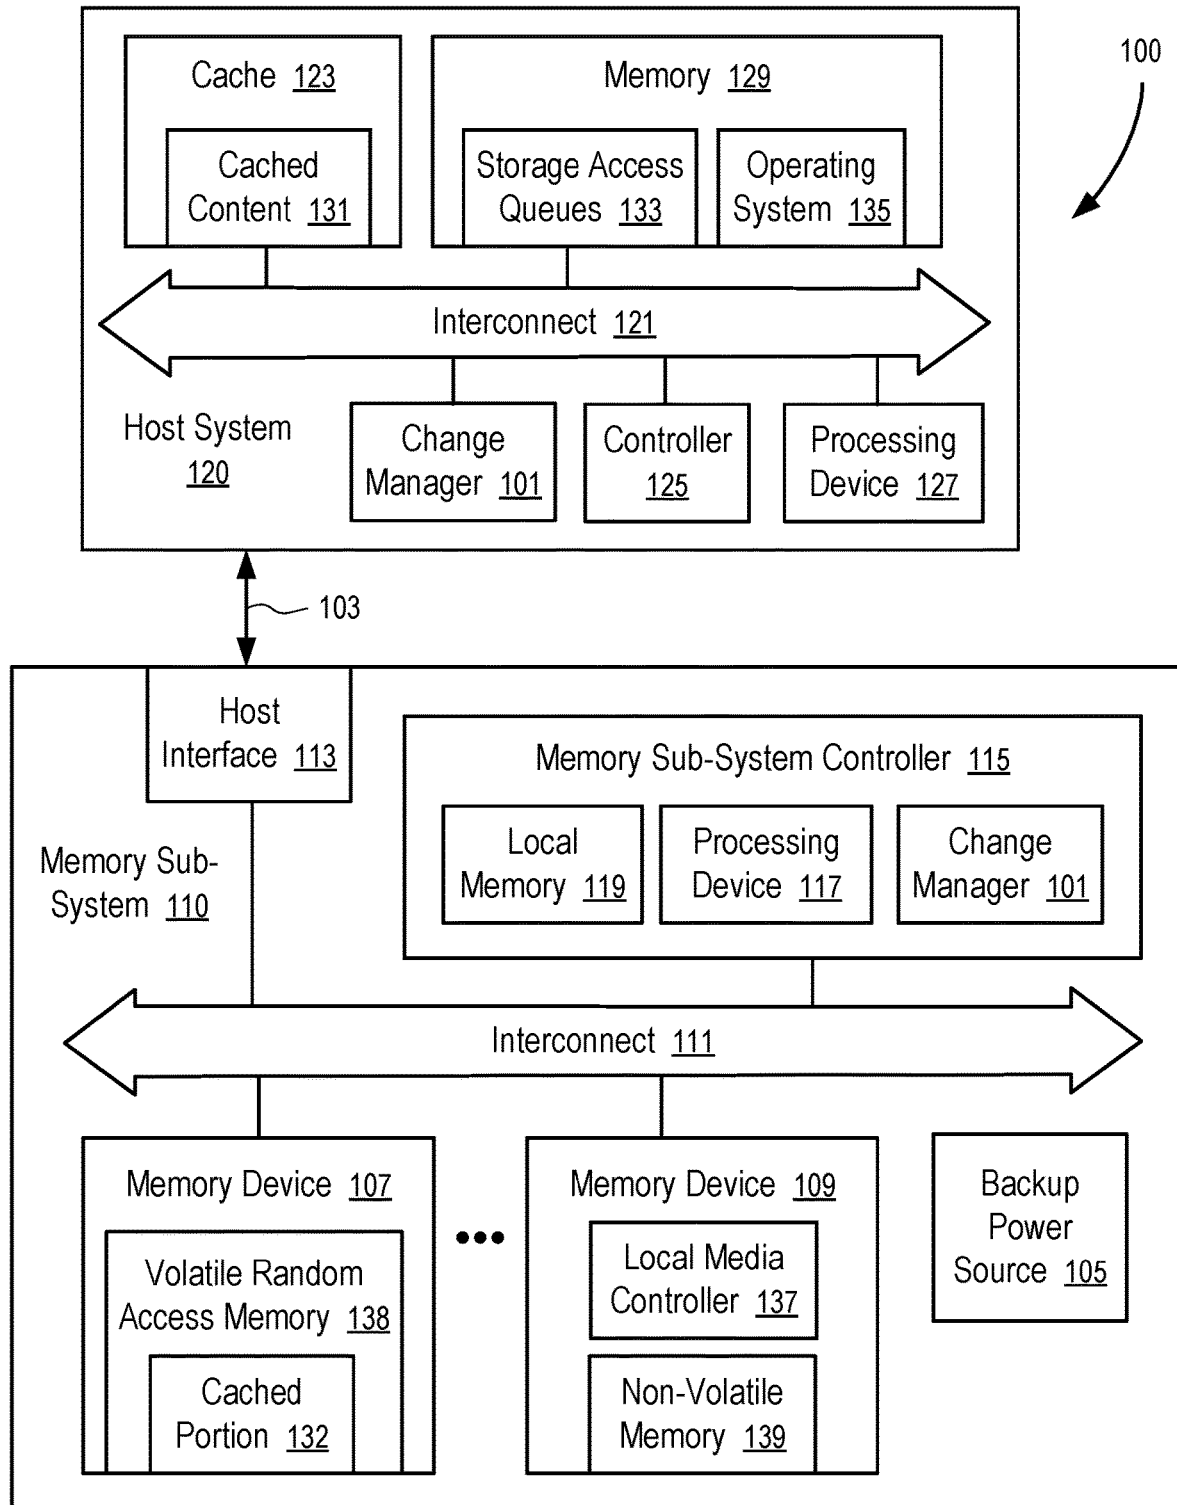 100
Cache 123
Cached
Content 131
Memory 129
Storage Access
Queues 133
Operating
System 135
Interconnect 121
Host System
120
Change
Manager 101
Controller
125
Processing
Device 127
103
Host
Interface 113
Memory Sub-
System 110
Memory Sub-System Controller 115
Local
Memory 119
Processing
Device 117
Change
Manager 101
Interconnect 111
Memory Device 107
Volatile Random
Access Memory 138
Cached
Portion 132
Memory Device 109
Local Media
Controller 137
Non-Volatile
Memory 139
Backup
Power
Source 105